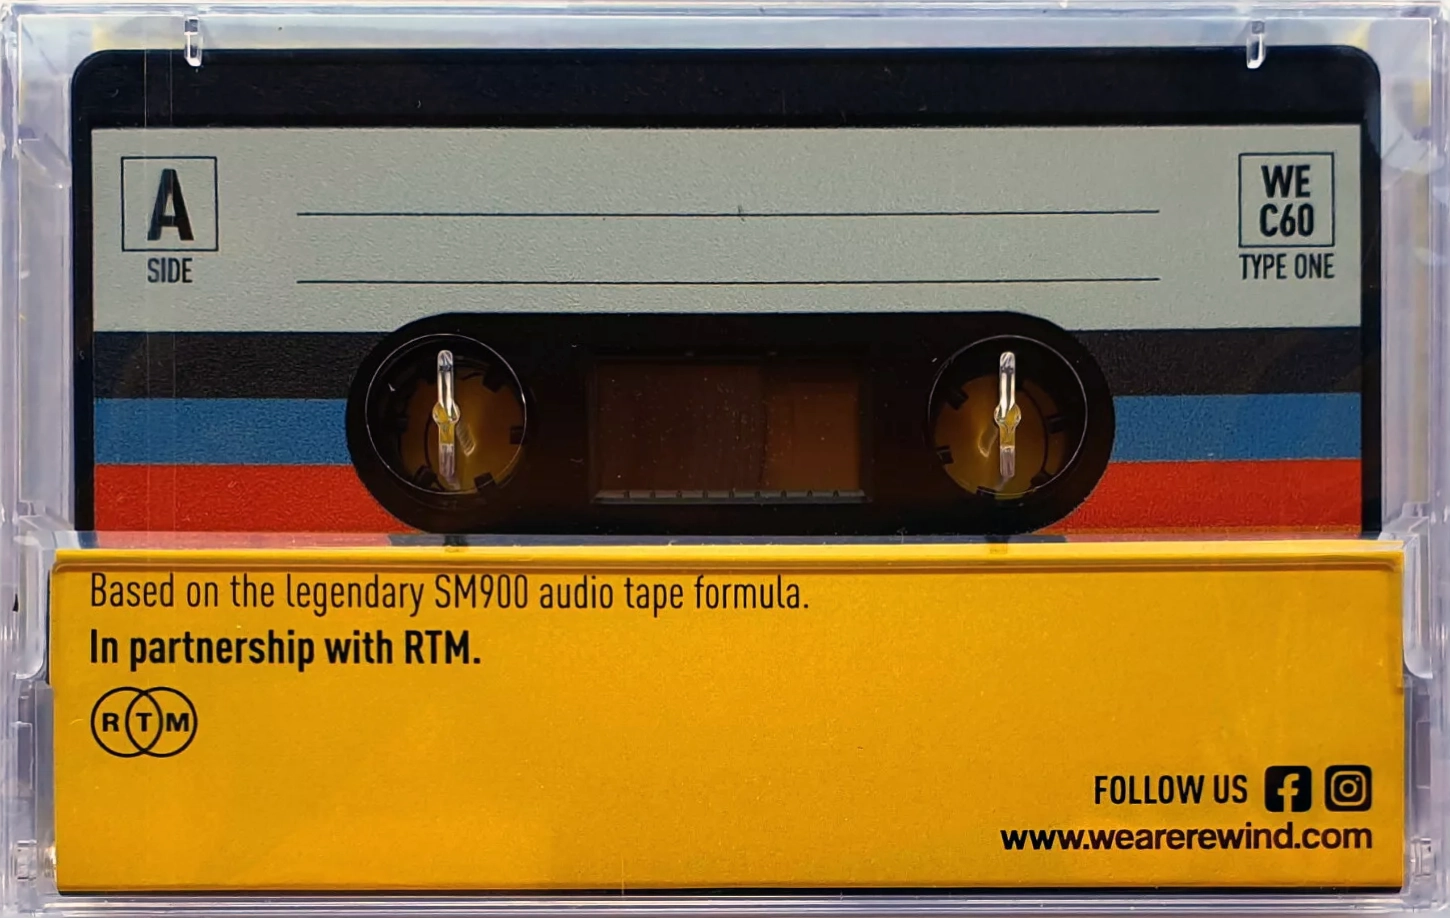 A
SIDE
WE
C60
TYPE ONE
Based on the legendary SM900 audio tape formula.
In partnership with RTM.
RTM
FOLLOW US
www.wearerewind.com